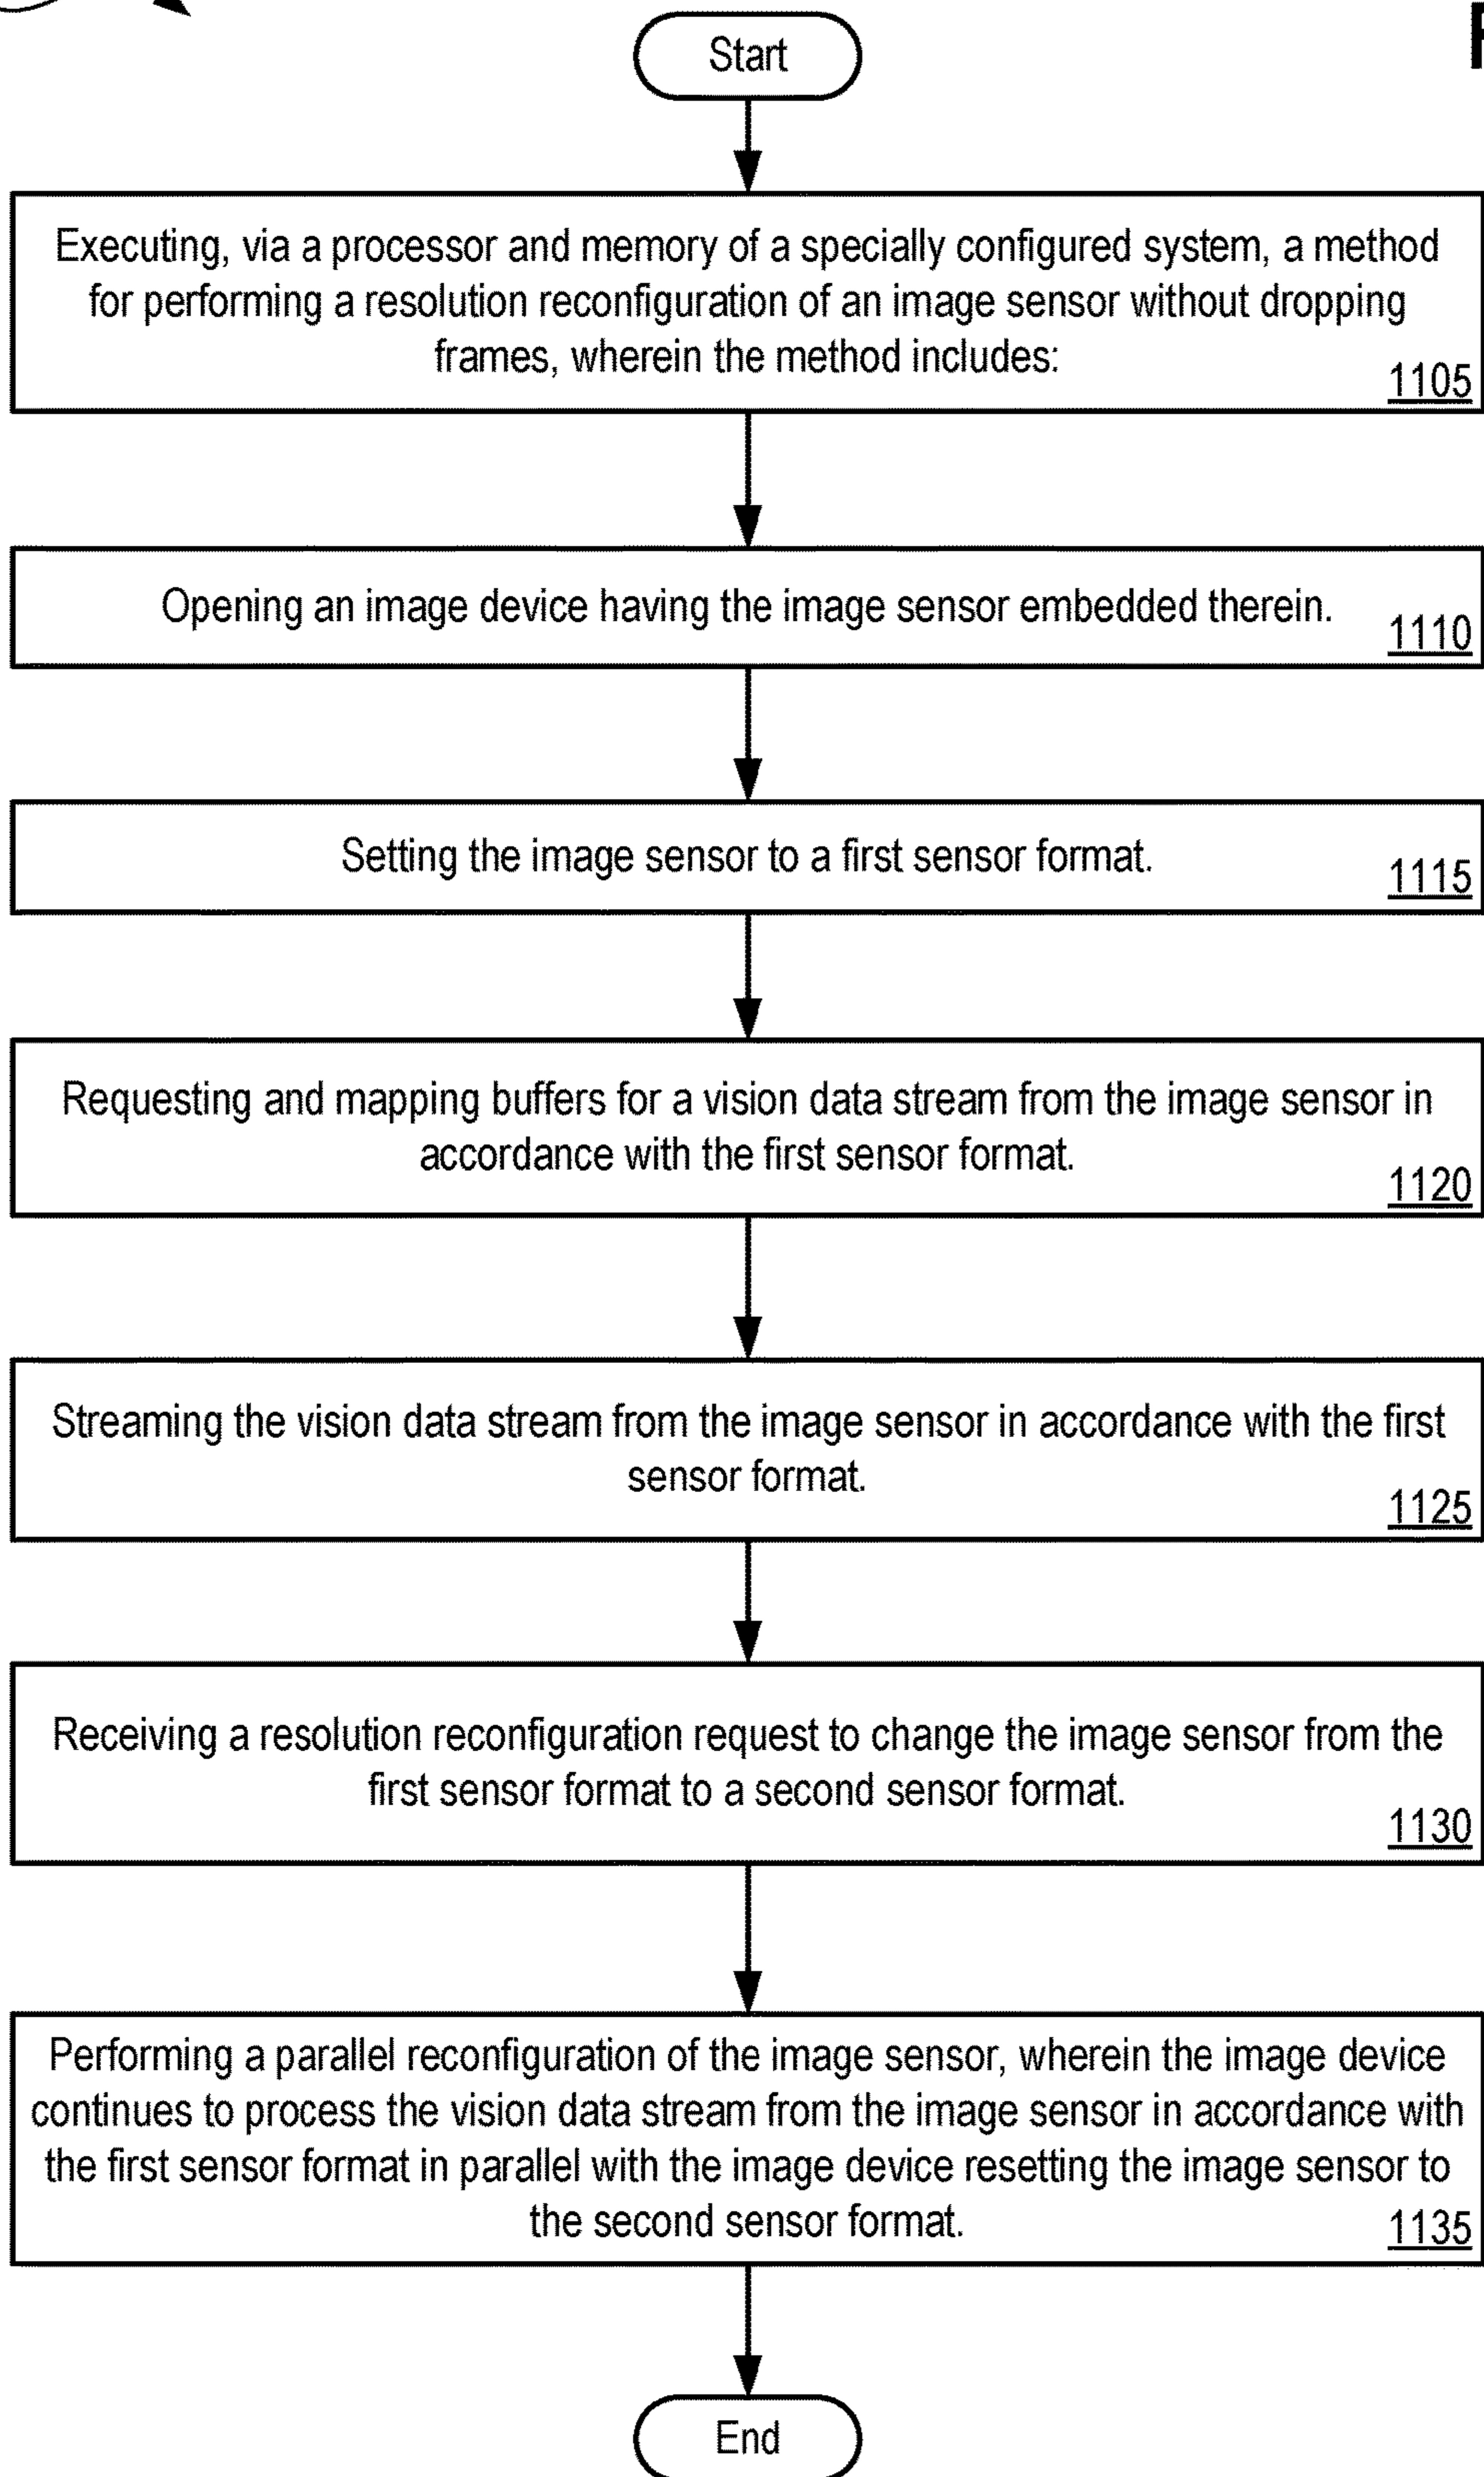 Start
Executing, via a processor and memory of a specially configured system, a method
for performing a resolution reconfiguration of an image sensor without dropping
frames, wherein the method includes:
1105
Opening an image device having the image sensor embedded therein.
1110
Setting the image sensor to a first sensor format.
1115
Requesting and mapping buffers for a vision data stream from the image sensor in
accordance with the first sensor format.
1120
Streaming the vision data stream from the image sensor in accordance with the first
sensor format.
1125
Receiving a resolution reconfiguration request to change the image sensor from the
first sensor format to a second sensor format.
1130
Performing a parallel reconfiguration of the image sensor, wherein the image device
continues to process the vision data stream from the image sensor in accordance with
the first sensor format in parallel with the image device resetting the image sensor to
the second sensor format.
1135
End